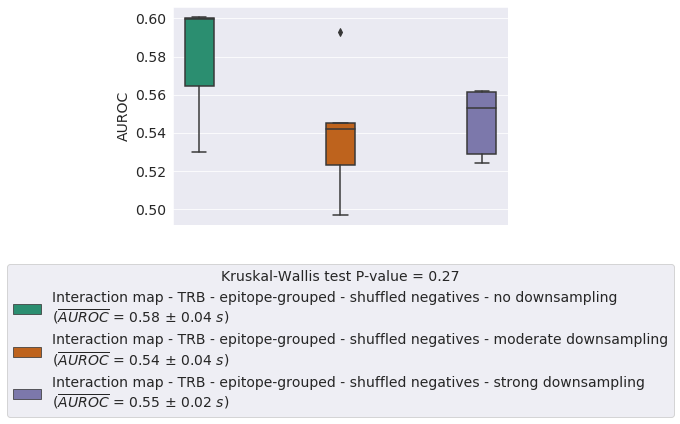 0.60
0.58
0.56
0.54
0.52
0.50
AUROC
Kruskal-Wallis test P-value = 0.27
Interaction map - TRB - epitope-grouped - shuffled negatives - no downsampling
(AUROC = 0.58 ± 0.04 s)
Interaction map - TRB - epitope-grouped - shuffled negatives - moderate downsampling
(AUROC = 0.54 ± 0.04 s)
Interaction map - TRB - epitope-grouped - shuffled negatives - strong downsampling
(AUROC = 0.55 ± 0.02 s)